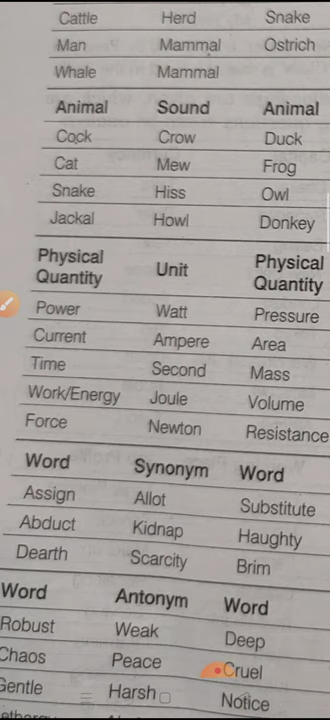 Cattle Herd Snake
Man Mammal Ostrich
Whale Mammal
Animal Sound Animal
Cock Crow Duck
Cat Mew Frog
Snake Hiss Owl
Jackal Howl Donkey
Physical Quantity Unit Physical Quantity
Power Watt Pressure
Current Ampere Area
Time Second Mass
Work/Energy Joule Volume
Force Newton Resistance
Word Synonym Word
Assign Allot Substitute
Abduct Kidnap Haughty
Dearth Scarcity Brim
Word Antonym Word
Robust Weak Deep
Chaos Peace Cruel
Gentle Harsh Notice